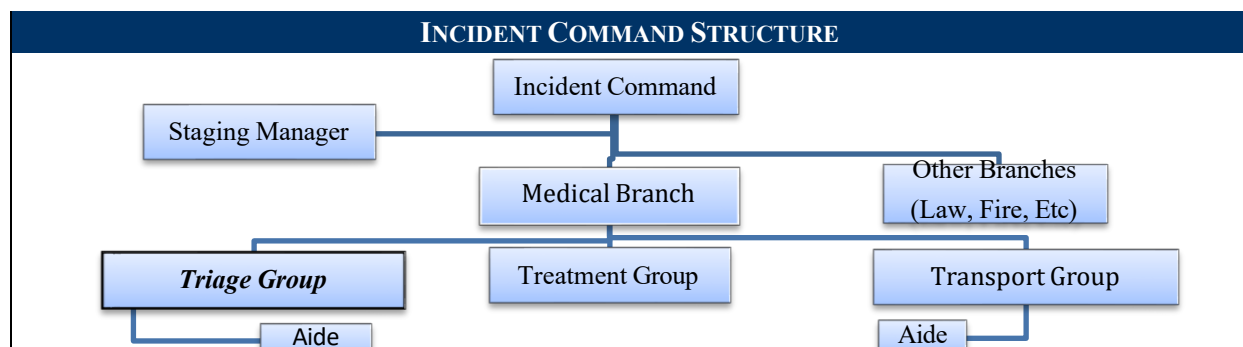 INCIDENT COMMAND STRUCTURE
Incident Command
Staging Manager
Medical Branch
Other Branches
(Law, Fire, Etc)
Triage Group
Treatment Group
Transport Group
Aide
Aide